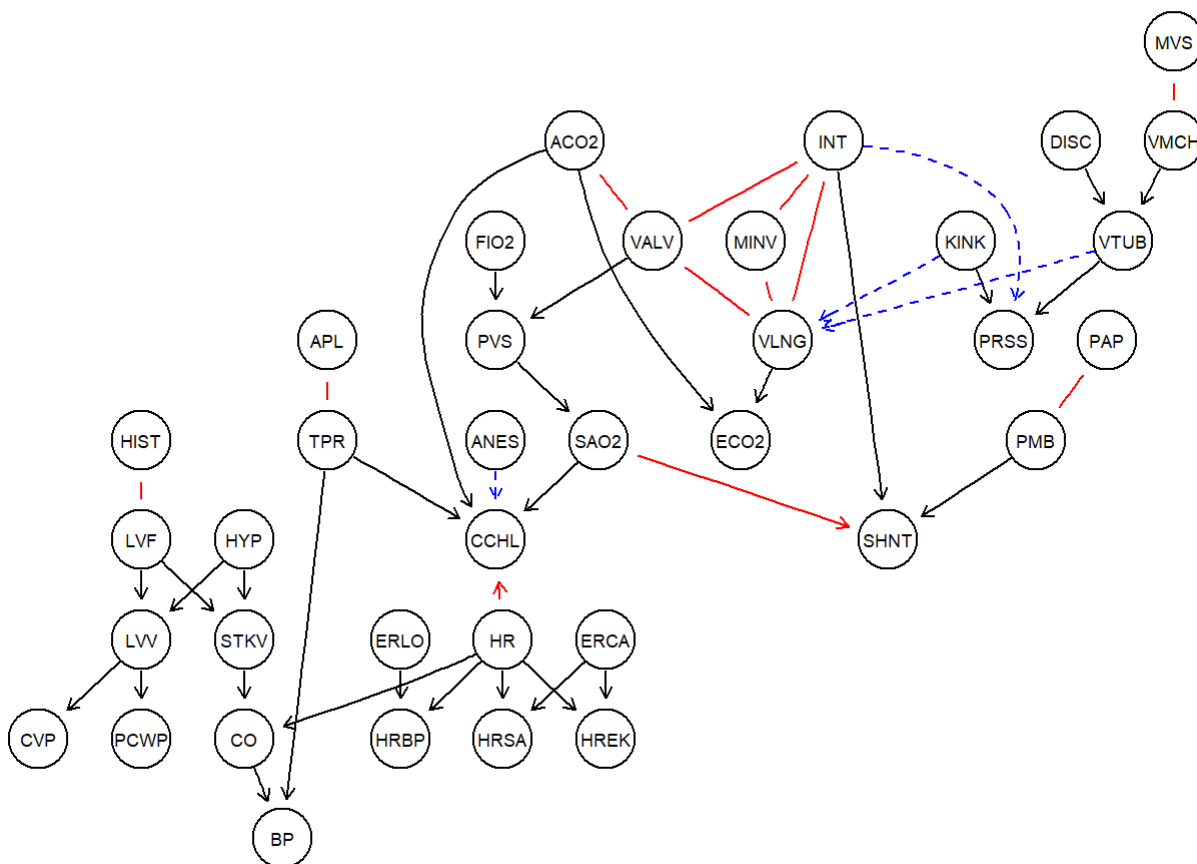 MVS
ACO2
INT
DISC
VMCH
FIO2
VALV
MINV
KINK
VTUB
APL
PVS
VLNG
PRSS
PAP
HIST
TPR
ANES
SAO2
ECO2
PMB
LVF
HYP
CCHL
SHNT
LVV
STKV
ERLO
HR
ERCA
CVP
PCWP
CO
HRBP
HRSA
HREK
BP